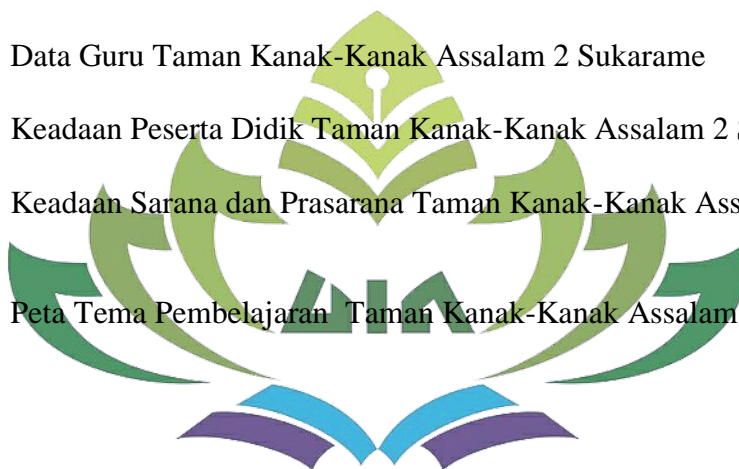 Data Guru Taman Kanak-Kanak Assalam 2 Sukarame
Keadaan Peserta Didik Taman Kanak-Kanak Assalam 2
Keadaan Sarana dan Prasarana Taman Kanak-Kanak
Peta Tema Pembelajaran Taman Kanak-Kanak Assalam
UIN